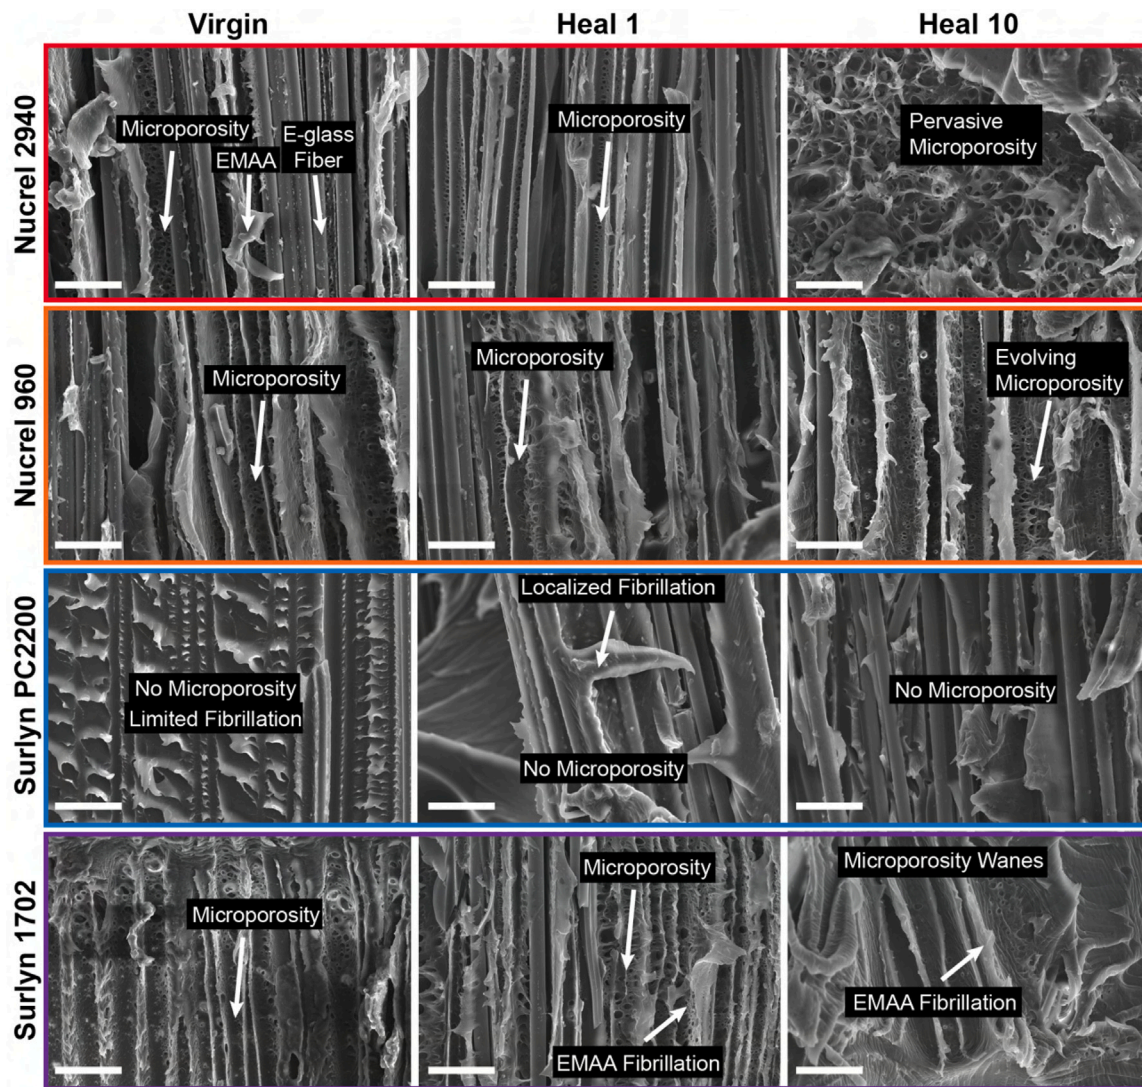 Virgin
Heal 1
Heal 10
Nucrel 2940
Microporosity
EMAA
E-glass
Fiber
Microporosity
Pervasive
Microporosity
Nucrel 960
Microporosity
Microporosity
Evolving
Microporosity
Surlyn PC2200
No Microporosity
Limited Fibrillation
Localized Fibrillation
No Microporosity
No Microporosity
Surlyn 1702
Microporosity
Microporosity
EMAA Fibrillation
Microporosity Wanes
EMAA Fibrillation